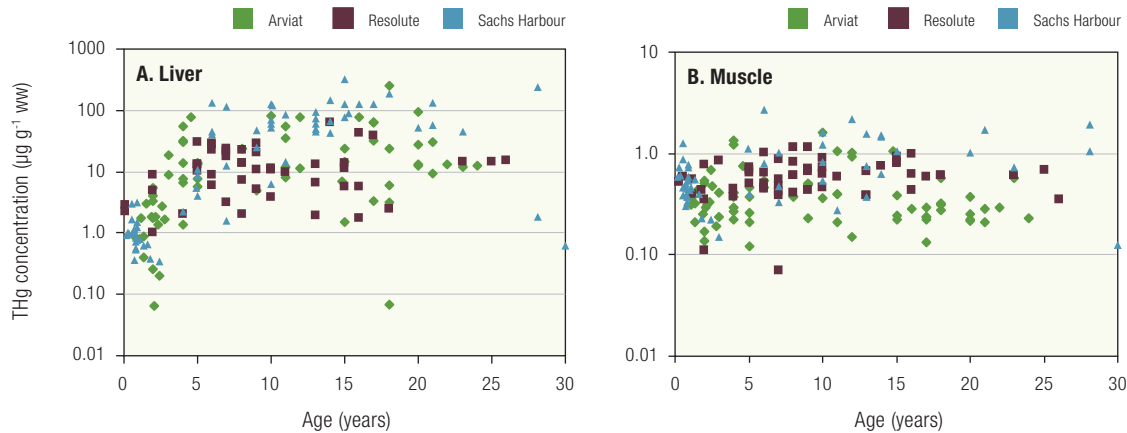 Arviat Resolute Sachs Harbour
Arviat Resolute Sachs Harbour
THg concentration (µg g⁻¹ ww)
A. Liver
1000
100
10
1.0
0.10
0.01
0 5 10 15 20 25 30
Age (years)
B. Muscle
10
1.0
0.10
0.01
0 5 10 15 20 25 30
Age (years)